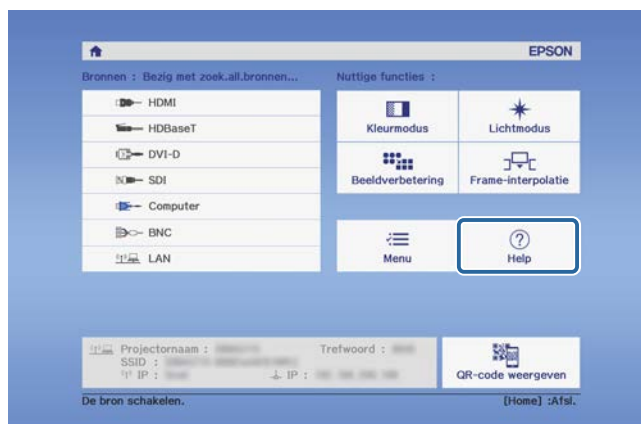 EPSON
Bronnen : Bezig met zoek.all.bronnen...
HDMI
HDBaseT
DVI-D
SDI
Computer
BNC
LAN
Nuttige functies :
Kleurmodus
Lichtmodus
Beeldverbetering
Frame-interpolatie
Menu
Help
Projectornaam :
Trefwoord :
SSID :
IP :
IP :
QR-code weergeven
De bron schakelen.
[Home] :Afsl.